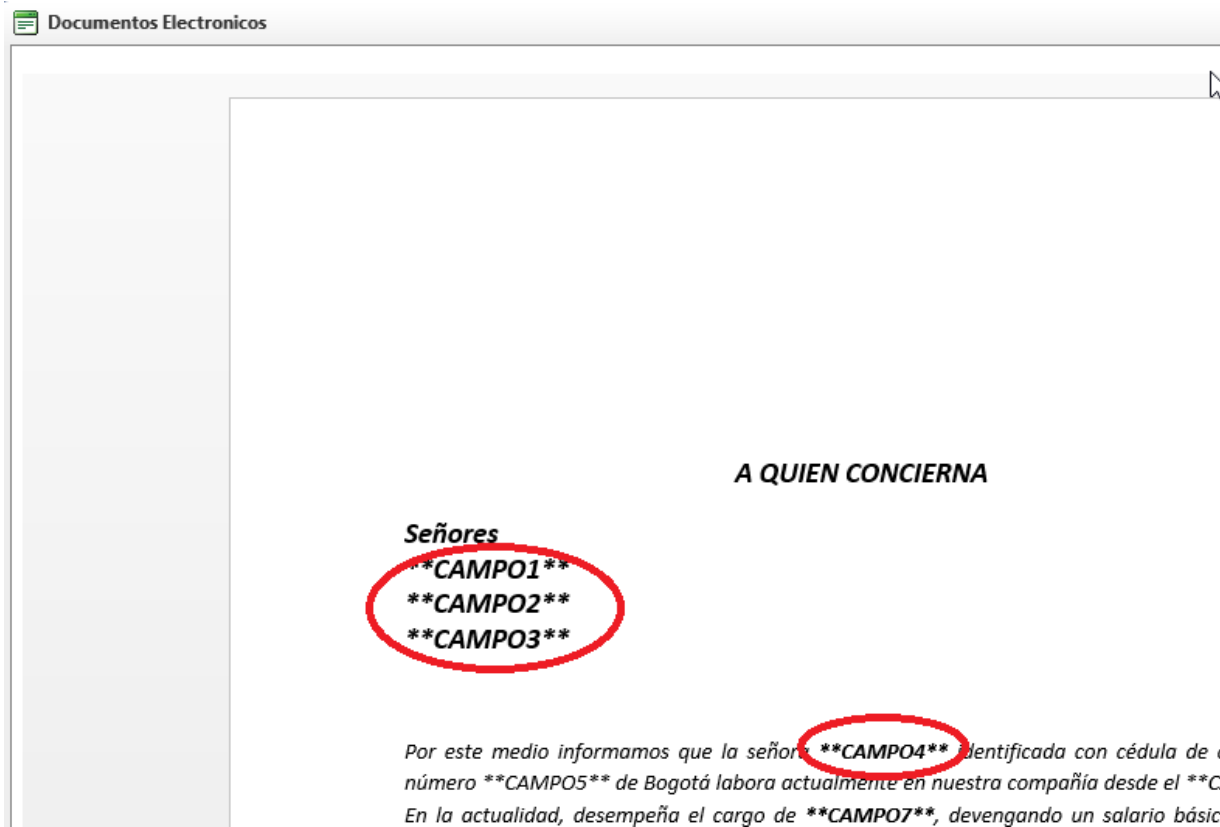 Documentos Electronicos
A QUIEN CONCIERNA
Señores
**CAMPO1**
**CAMPO2**
**CAMPO3**
Por este medio informamos que la señora **CAMPO4** identificada con cédula de
número **CAMPO5** de Bogotá labora actualmente en nuestra compañía desde el
En la actualidad, desempeña el cargo de **CAMPO7**, devengando un salario